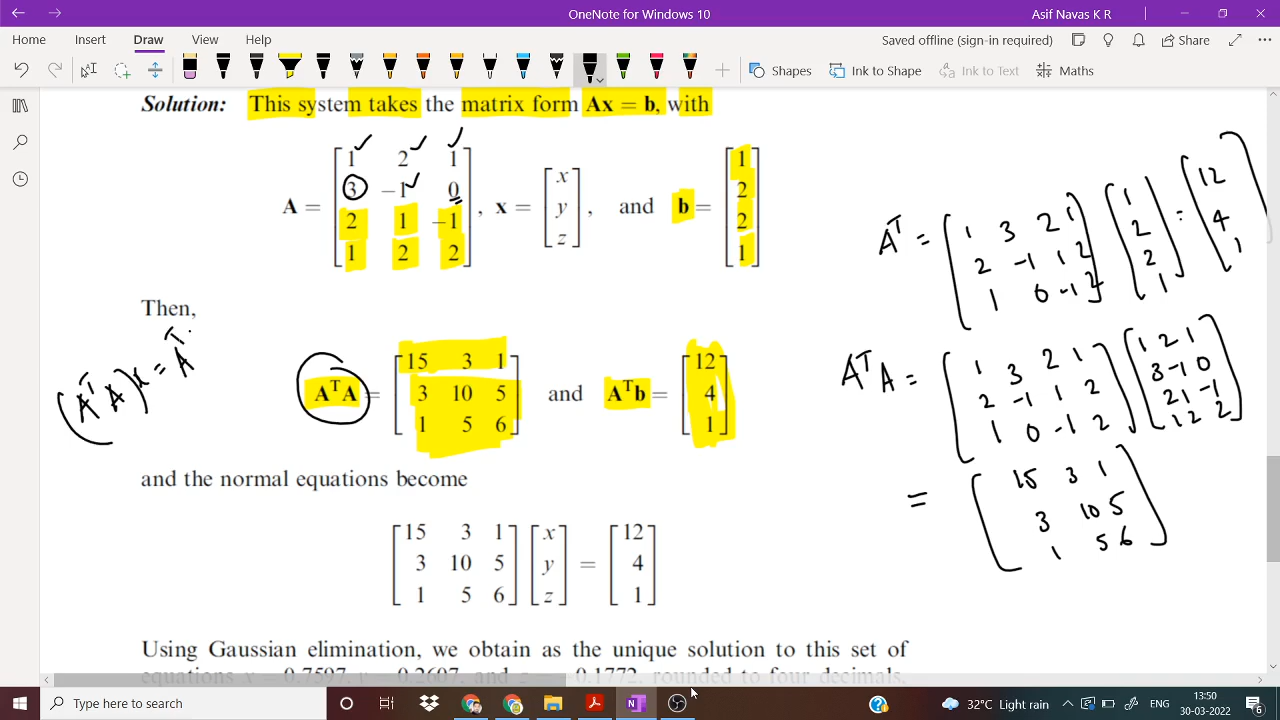 OneNote for Windows 10
Asif Navas K R
Home Insert Draw View Help
Saved offline (sign-in required)
Share
Shapes
Ink to Shape
Ink to Text
Maths
Solution: This system takes the matrix form Ax = b, with
1 2 1
3 −1 0
2 1 −1
1 2 2
A = , x = , and b =
x
y
z
1
2
2
1
Then,
AᵀA = and Aᵀb =
15 3 1
3 10 5
1 5 6
12
4
1
and the normal equations become
15 3 1
3 10 5
1 5 6
x
y
z
=
12
4
1
Using Gaussian elimination, we obtain as the unique solution to this set of
rounded to four decimals.
(AᵀA)x = Aᵀ
Aᵀ =
1 3 2 1
2 -1 1 2
1 0 -1 2
1
2
2
1
=
12
4
1
AᵀA =
1 3 2 1
2 -1 1 2
1 0 -1 2
1 2 1
3 -1 0
2 1 -1
1 2 2
=
15 3 1
3 10 5
1 5 6
Type here to search
32°C Light rain
13:50
30-03-2022
6